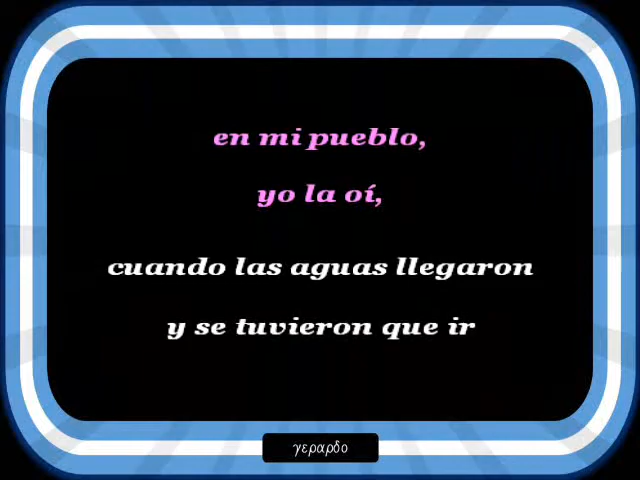 en mi pueblo,
yo la oí,
cuando las aguas llegaron
y se tuvieron que ir
γεραρδο